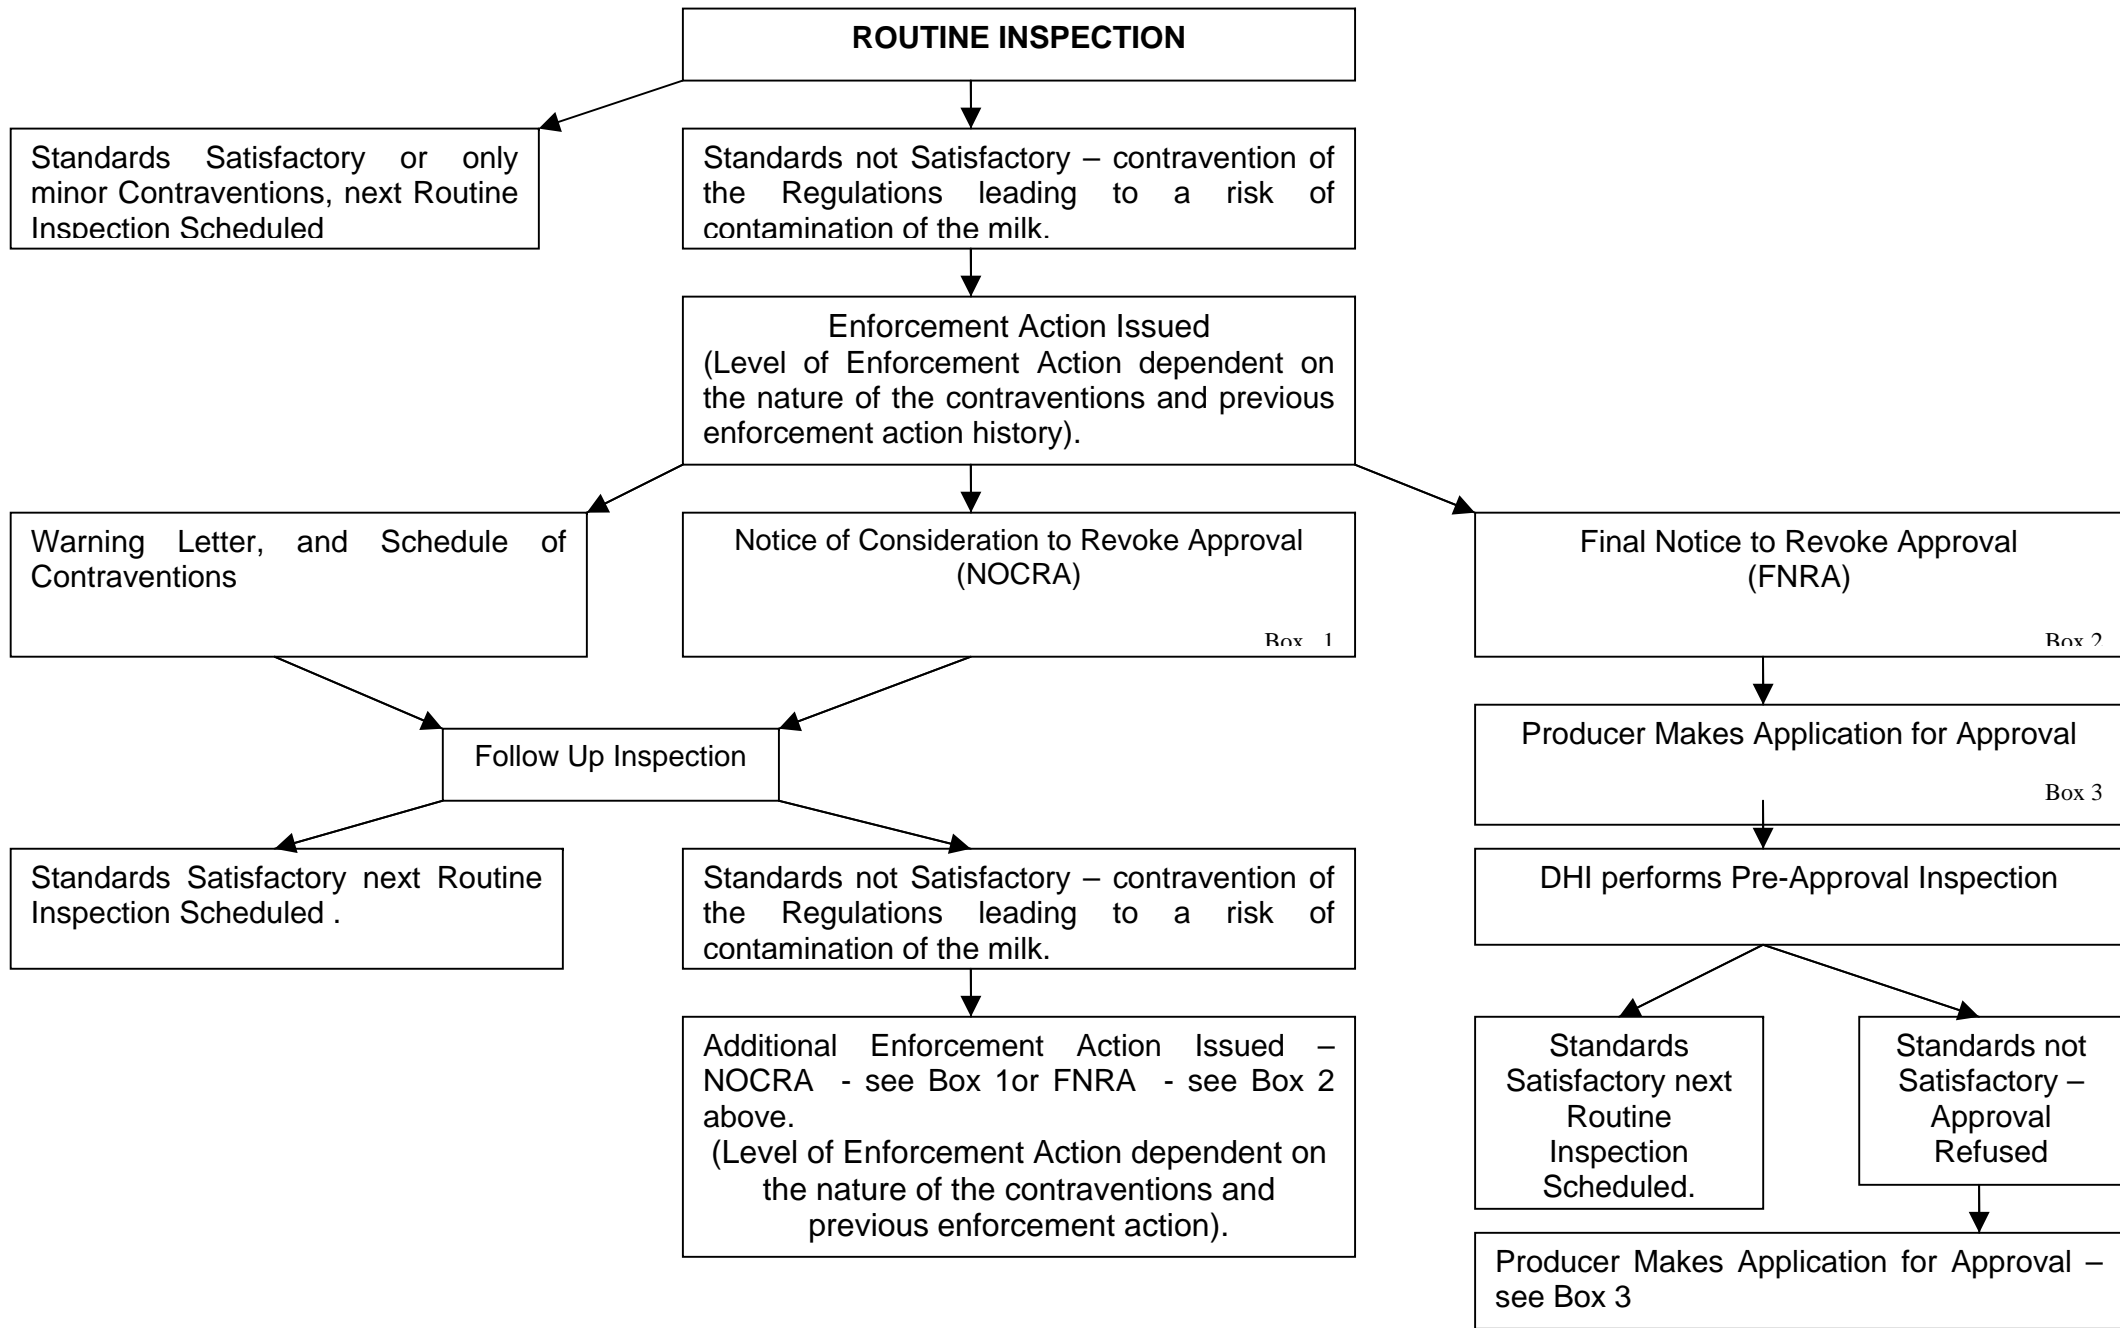 ROUTINE INSPECTION
Standards Satisfactory or only
minor Contraventions, next Routine
Inspection Scheduled
Standards not Satisfactory – contravention of
the Regulations leading to a risk of
contamination of the milk.
Enforcement Action Issued
(Level of Enforcement Action dependent on
the nature of the contraventions and previous
enforcement action history).
Warning Letter, and Schedule of
Contraventions
Notice of Consideration to Revoke Approval
(NOCRA)
Box 1
Final Notice to Revoke Approval
(FNRA)
Box 2
Follow Up Inspection
Producer Makes Application for Approval
Box 3
Standards Satisfactory next Routine
Inspection Scheduled .
Standards not Satisfactory – contravention of
the Regulations leading to a risk of
contamination of the milk.
DHI performs Pre-Approval Inspection
Additional Enforcement Action Issued –
NOCRA - see Box 1or FNRA - see Box 2
above.
(Level of Enforcement Action dependent on
the nature of the contraventions and
previous enforcement action).
Standards
Satisfactory next
Routine
Inspection
Scheduled.
Standards not
Satisfactory –
Approval
Refused
Producer Makes Application for Approval –
see Box 3